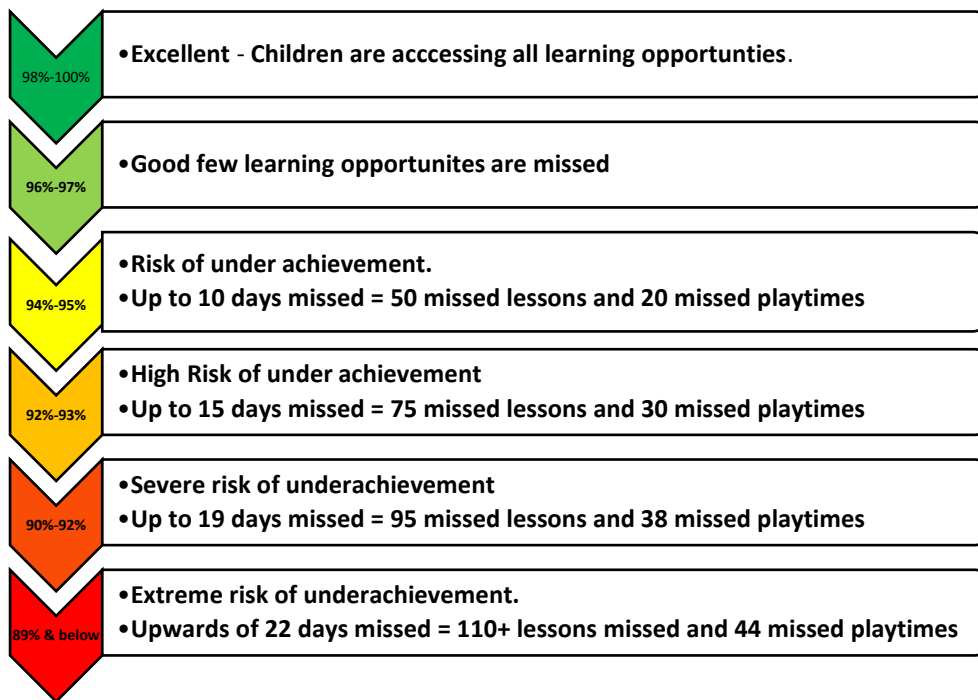 98%-100%
•Excellent - Children are acccessing all learning opportunties.
96%-97%
•Good few learning opportunites are missed
94%-95%
•Risk of under achievement.
•Up to 10 days missed = 50 missed lessons and 20 missed playtimes
92%-93%
•High Risk of under achievement
•Up to 15 days missed = 75 missed lessons and 30 missed playtimes
90%-92%
•Severe risk of underachievement
•Up to 19 days missed = 95 missed lessons and 38 missed playtimes
89% & below
•Extreme risk of underachievement.
•Upwards of 22 days missed = 110+ lessons missed and 44 missed playtimes